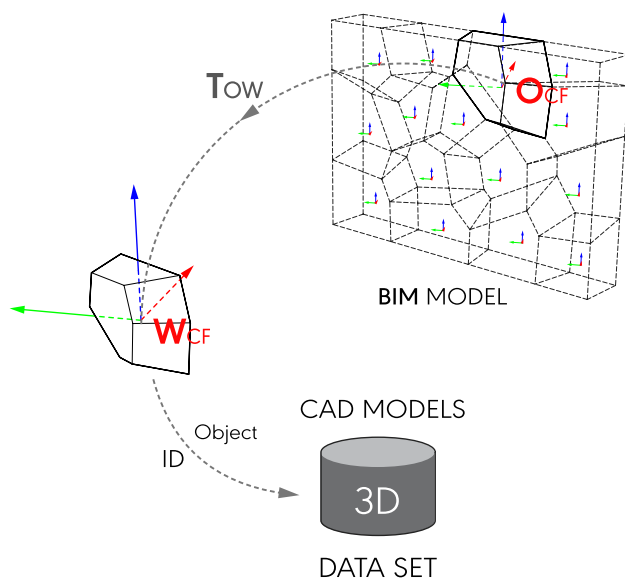 TOW
OCF
BIM MODEL
WCF
CAD MODELS
Object
ID
3D
DATA SET